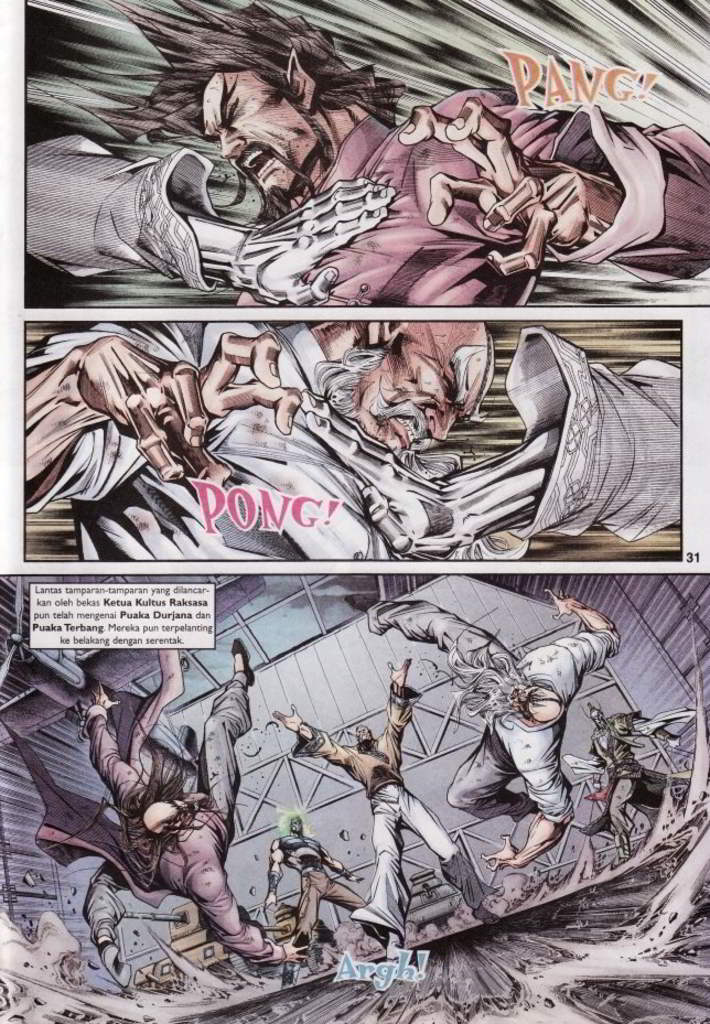 PANG!
PONG!
31
Lantas tamparan-tamparan yang dilancar-
kan oleh bekas Ketua Kultus Raksasa
pun telah mengenai Puaka Durjana dan
Puaka Terbang. Mereka pun terpelanting
ke belakang dengan serentak.
Argh!